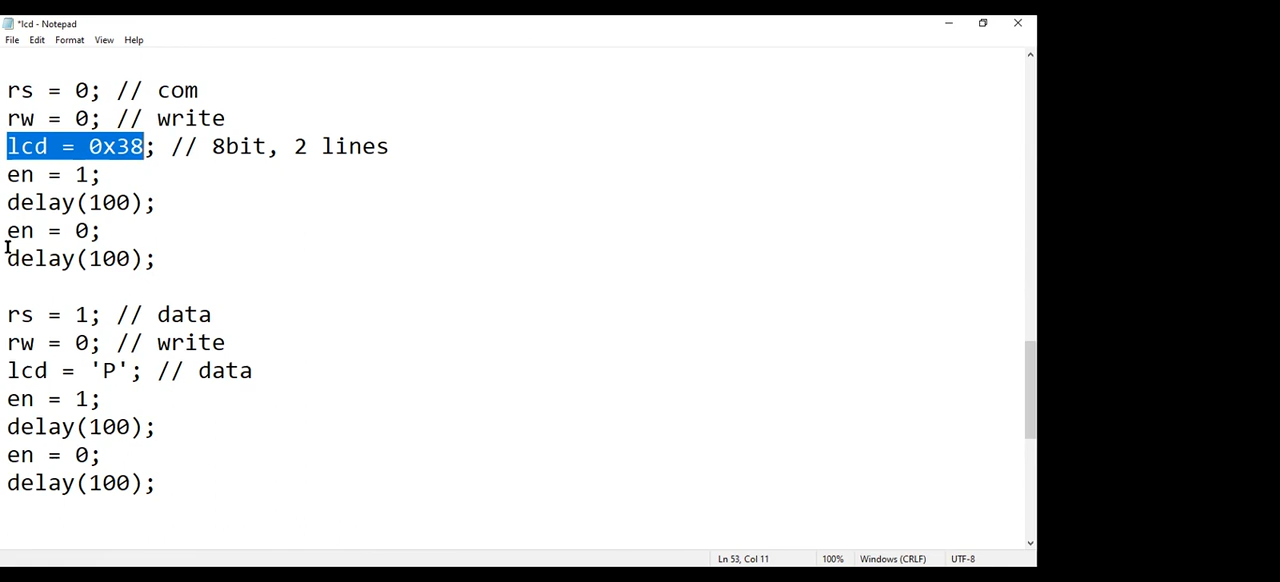 *lcd - Notepad
File Edit Format View Help
rs = 0; // com
rw = 0; // write
lcd = 0x38; // 8bit, 2 lines
en = 1;
delay(100);
en = 0;
delay(100);
rs = 1; // data
rw = 0; // write
lcd = 'P'; // data
en = 1;
delay(100);
en = 0;
delay(100);
Ln 53, Col 11 100% Windows (CRLF) UTF-8